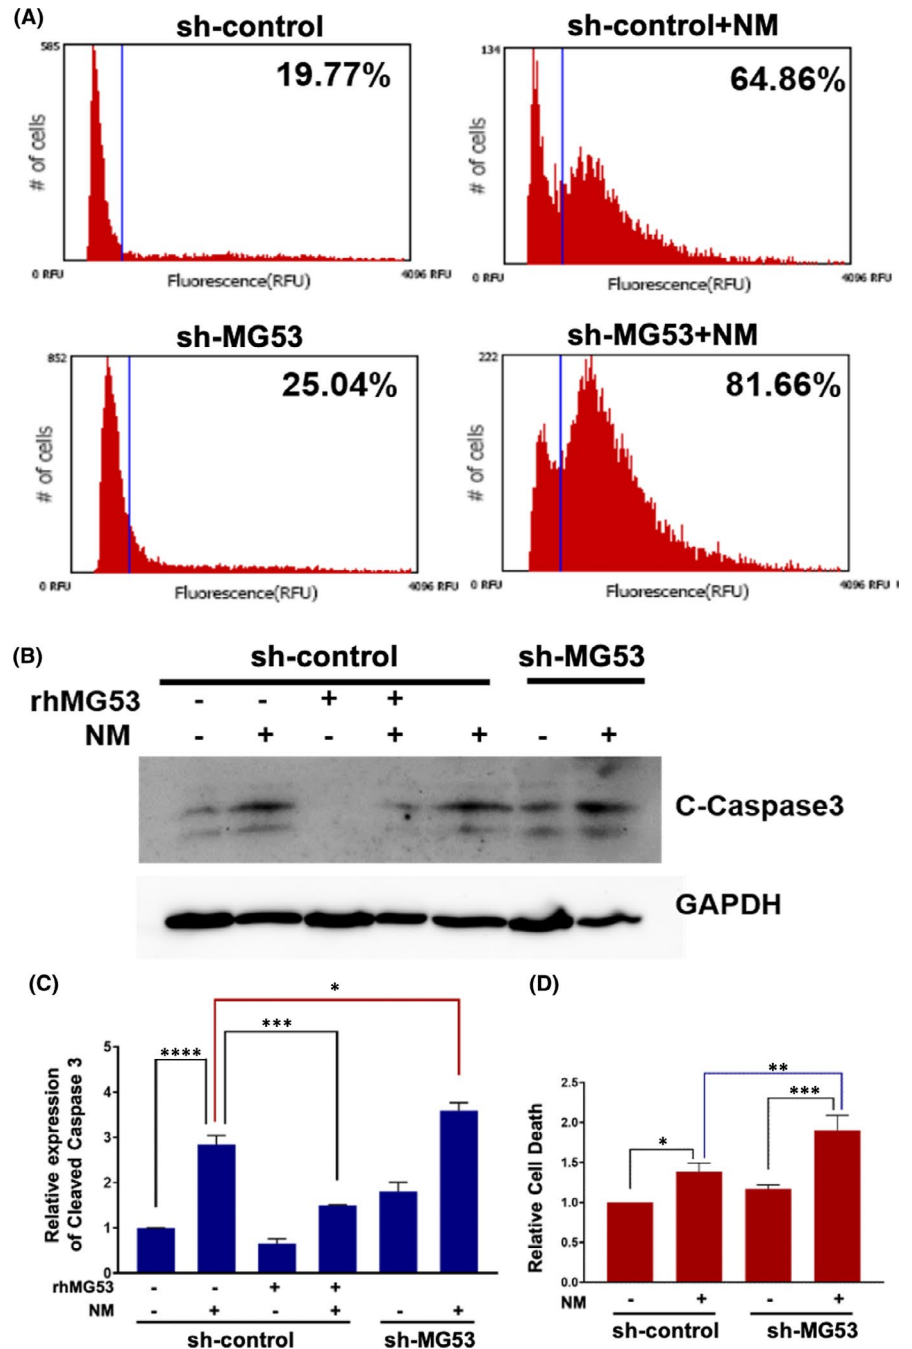 (A)
sh-control
sh-control+NM
585
19.77%
134
64.86%
# of cells
# of cells
0 RFU
Fluorescence(RFU)
4096 RFU
0 RFU
Fluorescence(RFU)
4096 RFU
sh-MG53
sh-MG53+NM
852
25.04%
222
81.66%
# of cells
# of cells
0 RFU
Fluorescence(RFU)
4096 RFU
0 RFU
Fluorescence(RFU)
4096 RFU
(B)
sh-control
sh-MG53
rhMG53 - - + +
NM - + - + + - +
C-Caspase3
GAPDH
(C)
*
***
****
Relative expression
of Cleaved Caspase 3
5
4
3
2
1
0
rhMG53 - - + +
NM - + - + - +
sh-control
sh-MG53
(D)
**
***
*
Relative Cell Death
2.5
2.0
1.5
1.0
0.5
0.0
NM - + - +
sh-control
sh-MG53